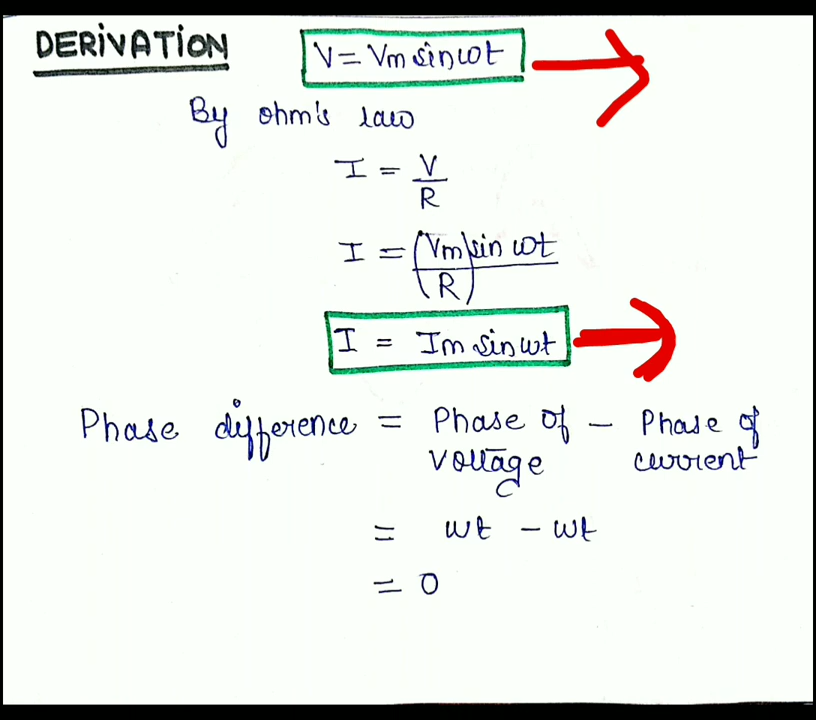 DERIVATION V = Vm sin ωt
By ohm's law
I = V/R
I = (Vm/R) sin ωt
I = Im sin ωt
Phase difference = Phase of voltage - Phase of current
= ωt - ωt
= 0